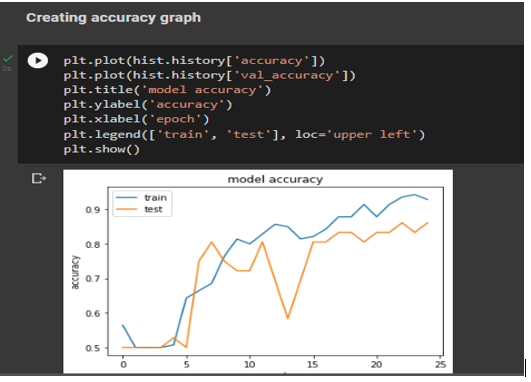 Creating accuracy graph
plt.plot(hist.history['accuracy'])
plt.plot(hist.history['val_accuracy'])
plt.title('model accuracy')
plt.ylabel('accuracy')
plt.xlabel('epoch')
plt.legend(['train', 'test'], loc='upper left')
plt.show()
0s
model accuracy
train
test
accuracy
0.9
0.8
0.7
0.6
0.5
0 5 10 15 20 25